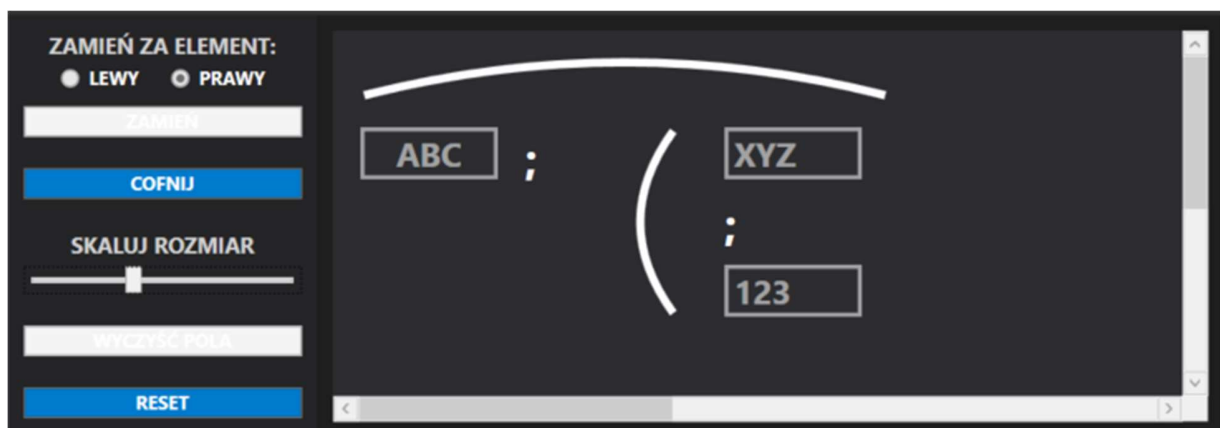 ZAMIEŃ ZA ELEMENT:
LEWY PRAWY
ZAMIEŃ
COFNIJ
SKALUJ ROZMIAR
WYCZYŚĆ POLA
RESET
ABC ; XYZ
;
123